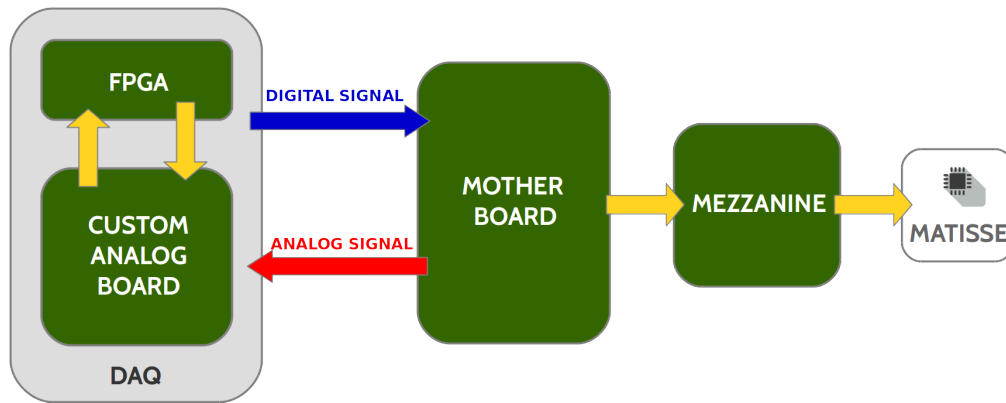 FPGA
CUSTOM
ANALOG
BOARD
DAQ
DIGITAL SIGNAL
ANALOG SIGNAL
MOTHER
BOARD
MEZZANINE
MATISSE